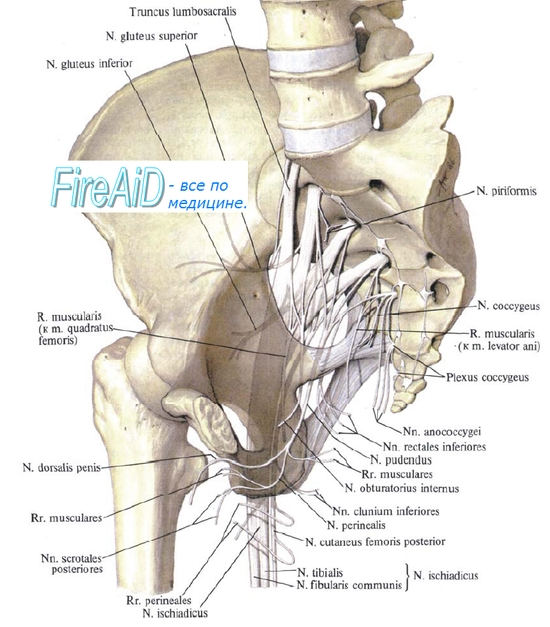 Truncus lumbosacralis
N. gluteus superior
N. gluteus inferior
FireAiD - все по
медицине.
N. piriformis
N. coccygeus
R. muscularis
(к m. quadratus
femoris)
R. muscularis
(к m. levator ani)
Plexus coccygeus
Nn. anococcygei
Nn. rectales inferiores
N. pudendus
Rr. musculares
N. obturatorius internus
N. dorsalis penis
Nn. clunium inferiores
Rr. musculares
N. perinealis
N. cutaneus femoris posterior
Nn. scrotales
posteriores
N. tibialis
N. fibularis communis
N. ischiadicus
Rr. perineales
N. ischiadicus